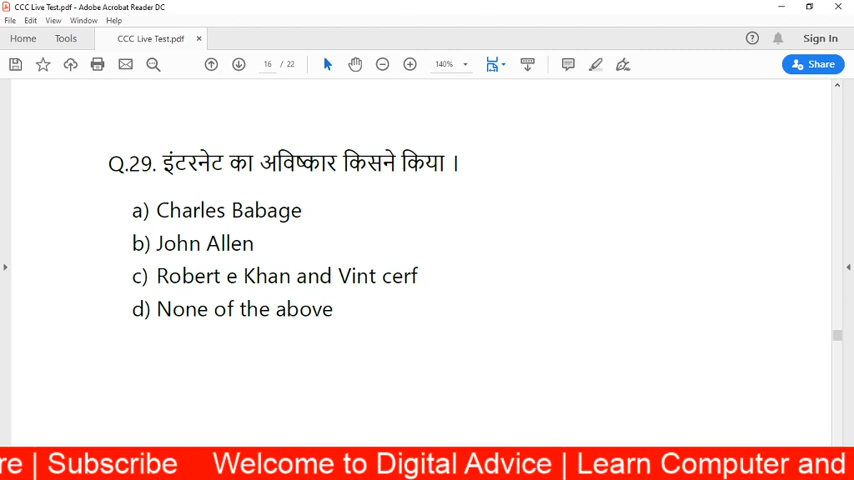 CCC Live Test.pdf - Adobe Acrobat Reader DC
File Edit View Window Help
Home Tools CCC Live Test.pdf × Sign In
16 / 22 140% Share
Q.29. इंटरनेट का अविष्कार किसने किया ।
a) Charles Babage
b) John Allen
c) Robert e Khan and Vint cerf
d) None of the above
re | Subscribe Welcome to Digital Advice | Learn Computer and